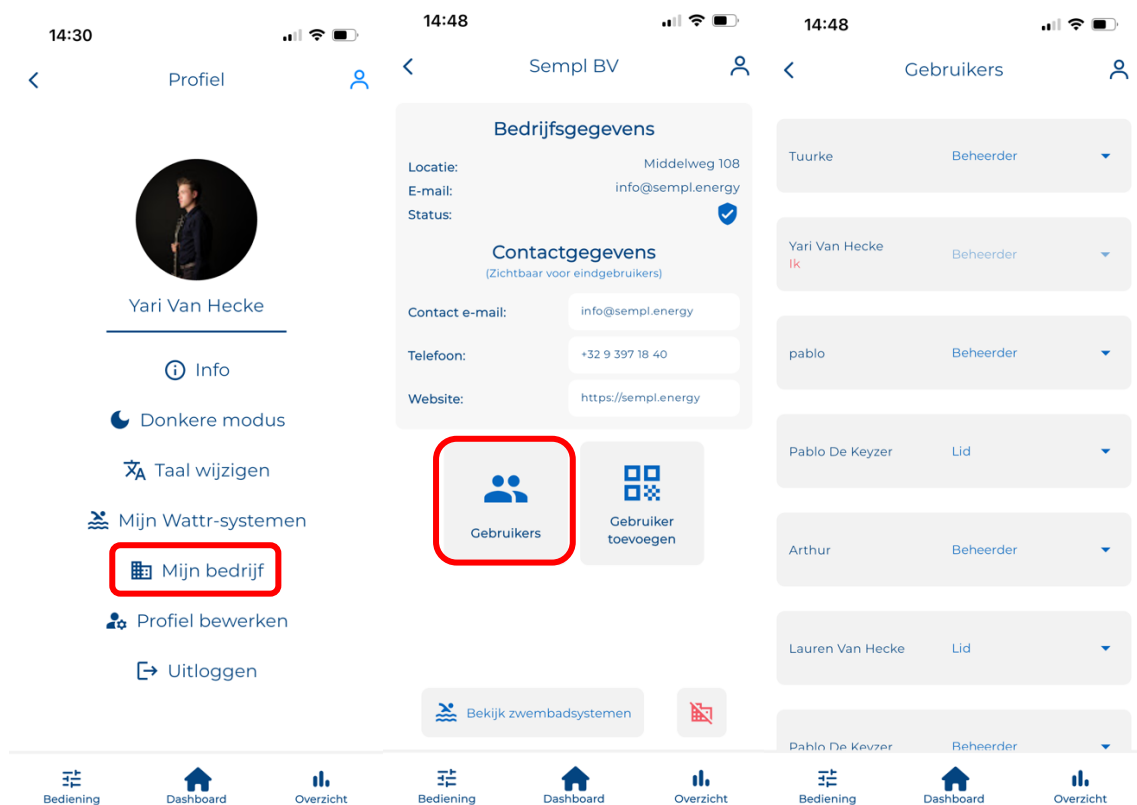 14:30
Profiel
Yari Van Hecke
Info
Donkere modus
Taal wijzigen
Mijn Wattr-systemen
Mijn bedrijf
Profiel bewerken
Uitloggen
Bediening
Dashboard
Overzicht
14:48
Sempl BV
Bedrijfsgegevens
Locatie: Middelweg 108
E-mail: info@sempl.energy
Status:
Contactgegevens
(Zichtbaar voor eindgebruikers)
Contact e-mail: info@sempl.energy
Telefoon: +32 9 397 18 40
Website: https://sempl.energy
Gebruikers
Gebruiker
toevoegen
Bekijk zwembadsystemen
Bediening
Dashboard
Overzicht
14:48
Gebruikers
Tuurke Beheerder
Yari Van Hecke Beheerder
Ik
pablo Beheerder
Pablo De Keyzer Lid
Arthur Beheerder
Lauren Van Hecke Lid
Pablo De Keyzer Beheerder
Bediening
Dashboard
Overzicht